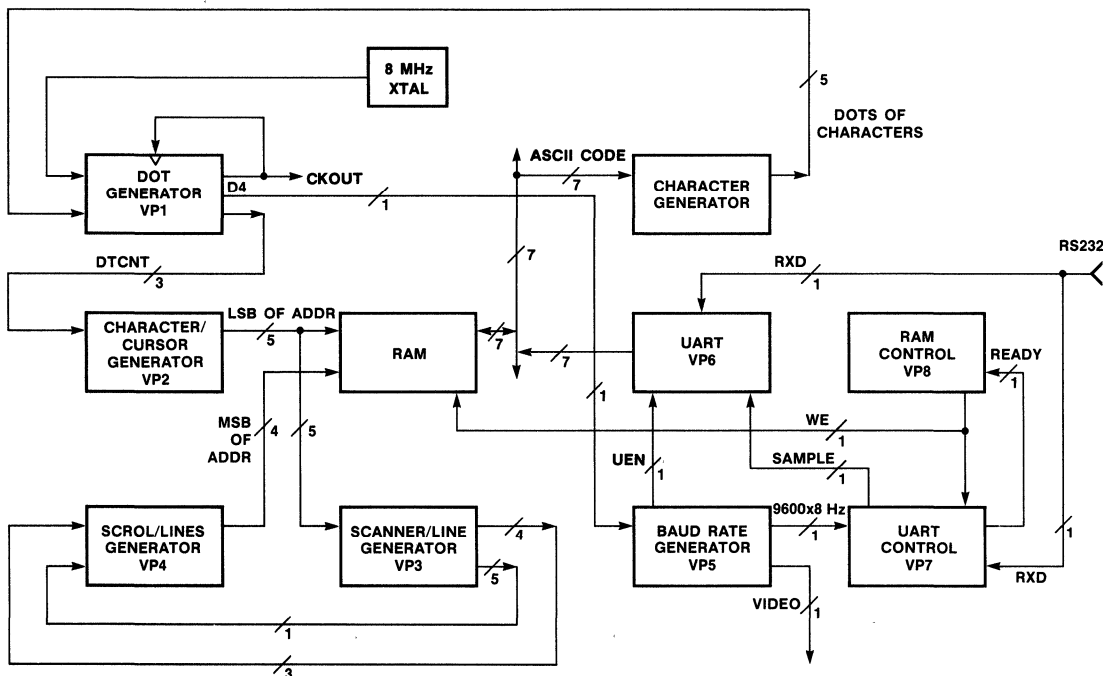 8 MHz
XTAL
5
DOTS OF
CHARACTERS
DOT
GENERATOR
VP1
D4
CKOUT
1
ASCII CODE
7
CHARACTER
GENERATOR
7
RS232
DTCNT
3
RXD
1
CHARACTER/
CURSOR
GENERATOR
VP2
LSB OF ADDR
5
RAM
7
7
UART
VP6
RAM
CONTROL
VP8
READY
1
1
MSB
OF
ADDR
4
5
WE
1
UEN
1
SAMPLE
1
SCROL/LINES
GENERATOR
VP4
SCANNER/LINE
GENERATOR
VP3
4
5
BAUD RATE
GENERATOR
VP5
9600x8 Hz
1
UART
CONTROL
VP7
1
RXD
VIDEO
1
1
3